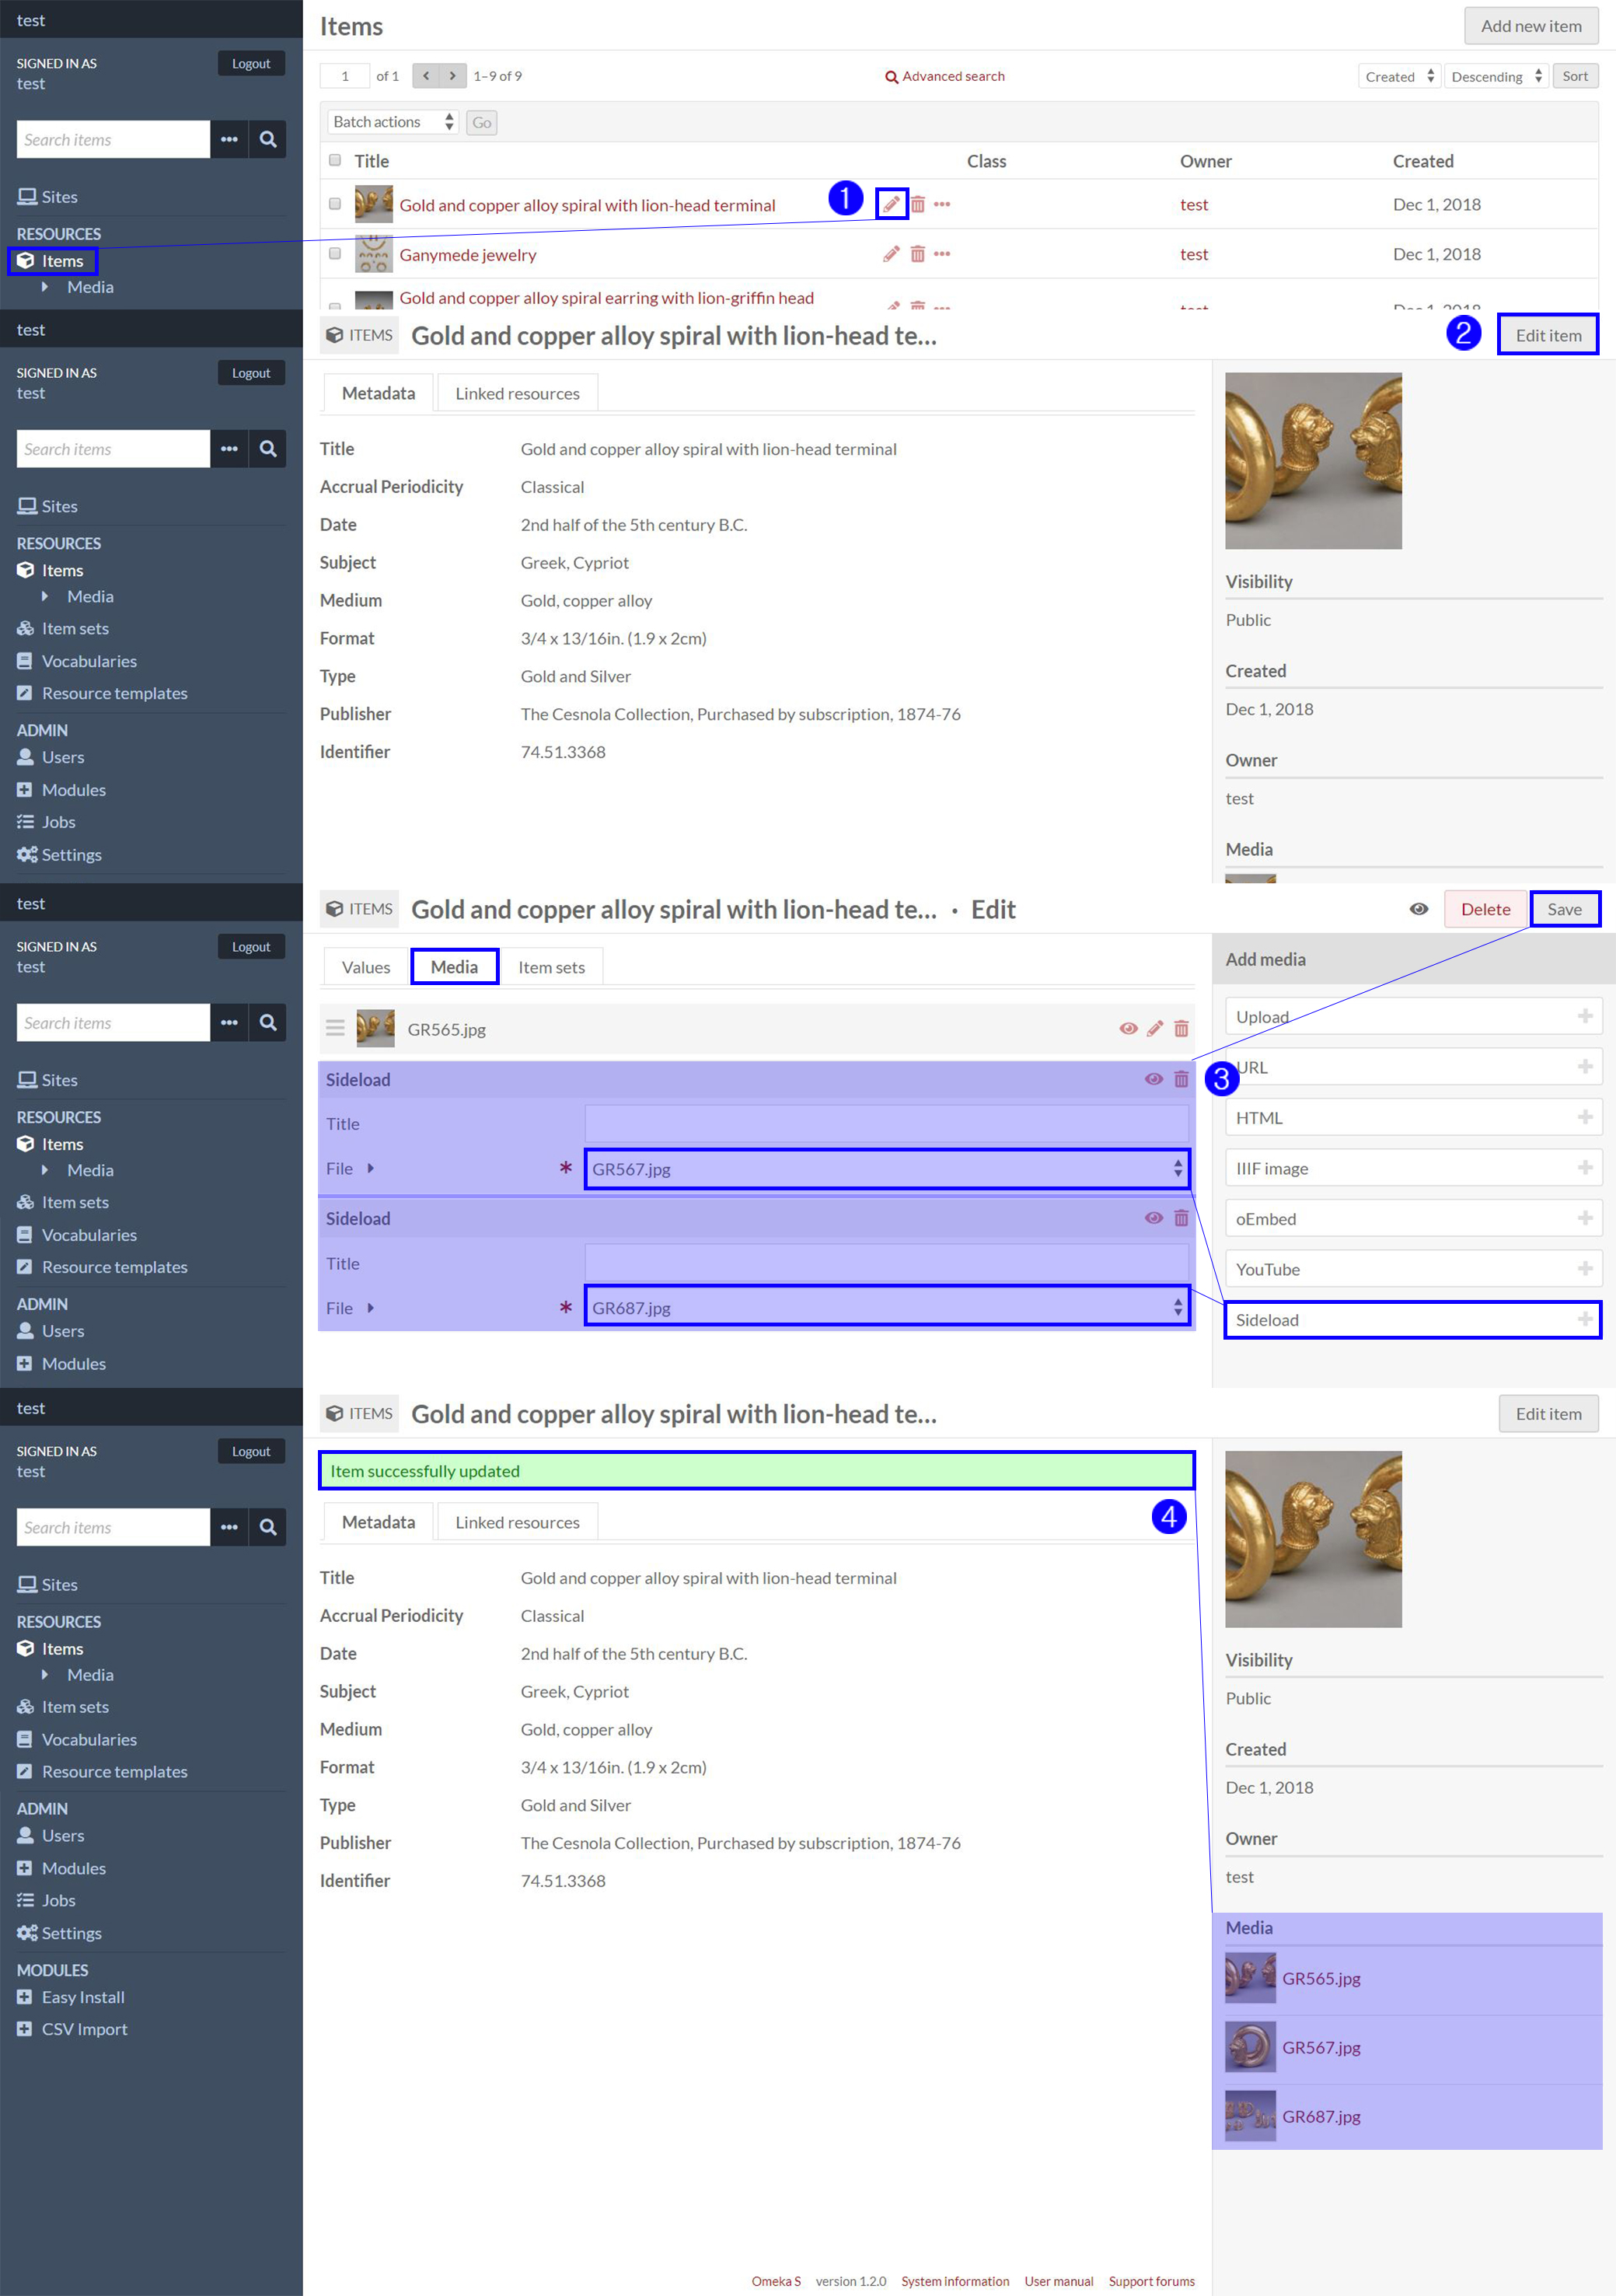 test
SIGNED IN AS
Logout
test
Search items
Sites
RESOURCES
Items
Media
Items
Add new item
1 of 1 1–9 of 9
Advanced search
Created Descending Sort
Batch actions Go
Title Class Owner Created
Gold and copper alloy spiral with lion-head terminal 1 test Dec 1, 2018
Ganymede jewelry test Dec 1, 2018
Gold and copper alloy spiral earring with lion-griffin head test Dec 1, 2018
test
SIGNED IN AS
Logout
test
Search items
Sites
RESOURCES
Items
Media
Item sets
Vocabularies
Resource templates
ADMIN
Users
Modules
Jobs
Settings
ITEMS Gold and copper alloy spiral with lion-head te...
2 Edit item
Metadata Linked resources
Title Gold and copper alloy spiral with lion-head terminal
Accrual Periodicity Classical
Date 2nd half of the 5th century B.C.
Subject Greek, Cypriot
Medium Gold, copper alloy
Format 3/4 x 13/16in. (1.9 x 2cm)
Type Gold and Silver
Publisher The Cesnola Collection, Purchased by subscription, 1874-76
Identifier 74.51.3368
Visibility
Public
Created
Dec 1, 2018
Owner
test
Media
test
SIGNED IN AS
Logout
test
Search items
Sites
RESOURCES
Items
Media
Item sets
Vocabularies
Resource templates
ADMIN
Users
Modules
ITEMS Gold and copper alloy spiral with lion-head te... · Edit
Delete Save
Values Media Item sets
GR565.jpg
Sideload
Title
File * GR567.jpg
Sideload
Title
File * GR687.jpg
3
Add media
Upload
URL
HTML
IIIF image
oEmbed
YouTube
Sideload
test
SIGNED IN AS
Logout
test
Search items
Sites
RESOURCES
Items
Media
Item sets
Vocabularies
Resource templates
ADMIN
Users
Modules
Jobs
Settings
MODULES
Easy Install
CSV Import
ITEMS Gold and copper alloy spiral with lion-head te...
Edit item
Item successfully updated
4
Metadata Linked resources
Title Gold and copper alloy spiral with lion-head terminal
Accrual Periodicity Classical
Date 2nd half of the 5th century B.C.
Subject Greek, Cypriot
Medium Gold, copper alloy
Format 3/4 x 13/16in. (1.9 x 2cm)
Type Gold and Silver
Publisher The Cesnola Collection, Purchased by subscription, 1874-76
Identifier 74.51.3368
Visibility
Public
Created
Dec 1, 2018
Owner
test
Media
GR565.jpg
GR567.jpg
GR687.jpg
Omeka S version 1.2.0 System information User manual Support forums